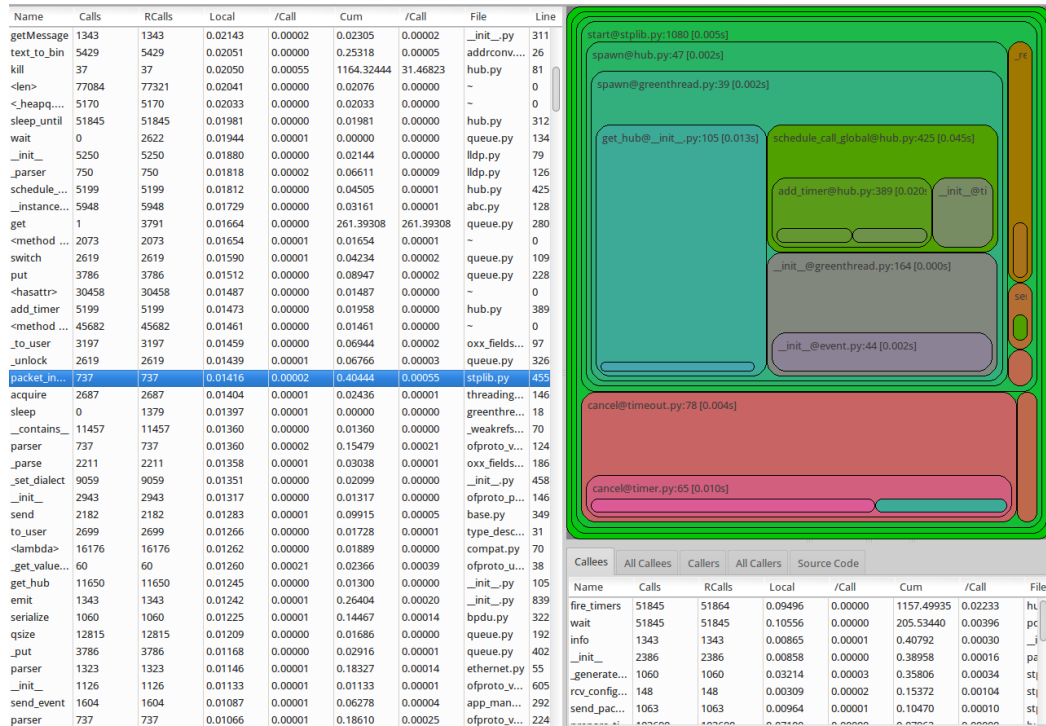 Name Calls RCalls Local /Call Cum /Call File Line
getMessage 1343 1343 0.02143 0.00002 0.02305 0.00002 __init__.py 311
text_to_bin 5429 5429 0.02051 0.00000 0.25318 0.00005 addrconv.... 26
kill 37 37 0.02050 0.00055 1164.32444 31.46823 hub.py 81
<len> 77084 77321 0.02041 0.00000 0.02076 0.00000 ~ 0
<_heapq.... 5170 5170 0.02033 0.00000 0.02033 0.00000 ~ 0
sleep_until 51845 51845 0.01981 0.00000 0.01981 0.00000 hub.py 312
wait 0 2622 0.01944 0.00001 0.00000 0.00000 queue.py 134
__init__ 5250 5250 0.01880 0.00000 0.02144 0.00000 lldp.py 79
_parser 750 750 0.01818 0.00002 0.06611 0.00009 lldp.py 126
schedule_... 5199 5199 0.01812 0.00000 0.04505 0.00001 hub.py 425
__instance... 5948 5948 0.01729 0.00000 0.03161 0.00001 abc.py 128
get 1 3791 0.01664 0.00000 261.39308 261.39308 queue.py 280
<method ... 2073 2073 0.01654 0.00001 0.01654 0.00001 ~ 0
switch 2619 2619 0.01590 0.00001 0.04234 0.00002 queue.py 109
put 3786 3786 0.01512 0.00000 0.08947 0.00002 queue.py 228
<hasattr> 30458 30458 0.01487 0.00000 0.01487 0.00000 ~ 0
add_timer 5199 5199 0.01473 0.00000 0.01958 0.00000 hub.py 389
<method ... 45682 45682 0.01461 0.00000 0.01461 0.00000 ~ 0
_to_user 3197 3197 0.01459 0.00000 0.06944 0.00002 oxx_fields... 97
_unlock 2619 2619 0.01439 0.00001 0.06766 0.00003 queue.py 326
packet_in... 737 737 0.01416 0.00002 0.40444 0.00055 stplib.py 455
acquire 2687 2687 0.01404 0.00001 0.02436 0.00001 threading... 146
sleep 0 1379 0.01397 0.00001 0.00000 0.00000 greenthre... 18
__contains__ 11457 11457 0.01360 0.00000 0.01360 0.00000 _weakrefs... 70
parser 737 737 0.01360 0.00002 0.15479 0.00021 ofproto_v... 124
_parse 2211 2211 0.01358 0.00001 0.03038 0.00001 oxx_fields... 186
_set_dialect 9059 9059 0.01351 0.00000 0.02099 0.00000 __init__.py 458
__init__ 2943 2943 0.01317 0.00000 0.01317 0.00000 ofproto_p... 146
send 2182 2182 0.01283 0.00001 0.09915 0.00005 base.py 349
to_user 2699 2699 0.01266 0.00000 0.01728 0.00001 type_desc... 31
<lambda> 16176 16176 0.01262 0.00000 0.01889 0.00000 compat.py 70
_get_value... 60 60 0.01260 0.00021 0.02366 0.00039 ofproto_u... 38
get_hub 11650 11650 0.01245 0.00000 0.01300 0.00000 __init__.py 105
emit 1343 1343 0.01242 0.00001 0.26404 0.00020 __init__.py 839
serialize 1060 1060 0.01225 0.00001 0.14467 0.00014 bpdu.py 322
qsize 12815 12815 0.01209 0.00000 0.01686 0.00000 queue.py 192
_put 3786 3786 0.01168 0.00000 0.02916 0.00001 queue.py 402
parser 1323 1323 0.01146 0.00001 0.18327 0.00014 ethernet.py 55
__init__ 1126 1126 0.01133 0.00001 0.01133 0.00001 ofproto_v... 605
send_event 1604 1604 0.01087 0.00001 0.06278 0.00004 app_man... 292
parser 737 737 0.01066 0.00001 0.18610 0.00025 ofproto_v... 224
start@stplib.py:1080 [0.005s]
spawn@hub.py:47 [0.002s]
_re
spawn@greenthread.py:39 [0.002s]
get_hub@__init__.py:105 [0.013s]
schedule_call_global@hub.py:425 [0.045s]
add_timer@hub.py:389 [0.020s
__init__@ti
__init__@greenthread.py:164 [0.000s]
se
__init__@event.py:44 [0.002s]
cancel@timeout.py:78 [0.004s]
cancel@timer.py:65 [0.010s]
Callees All Callees Callers All Callers Source Code
Name Calls RCalls Local /Call Cum /Call File
fire_timers 51845 51864 0.09496 0.00000 1157.49935 0.02233 hu
wait 51845 51845 0.10556 0.00000 205.53440 0.00396 po
info 1343 1343 0.00865 0.00001 0.40792 0.00030 __i
__init__ 2386 2386 0.00858 0.00000 0.38958 0.00016 pa
_generate... 1060 1060 0.03214 0.00003 0.35806 0.00034 st
rcv_config... 148 148 0.00309 0.00002 0.15372 0.00104 st
send_pac... 1063 1063 0.00964 0.00001 0.10470 0.00010 st